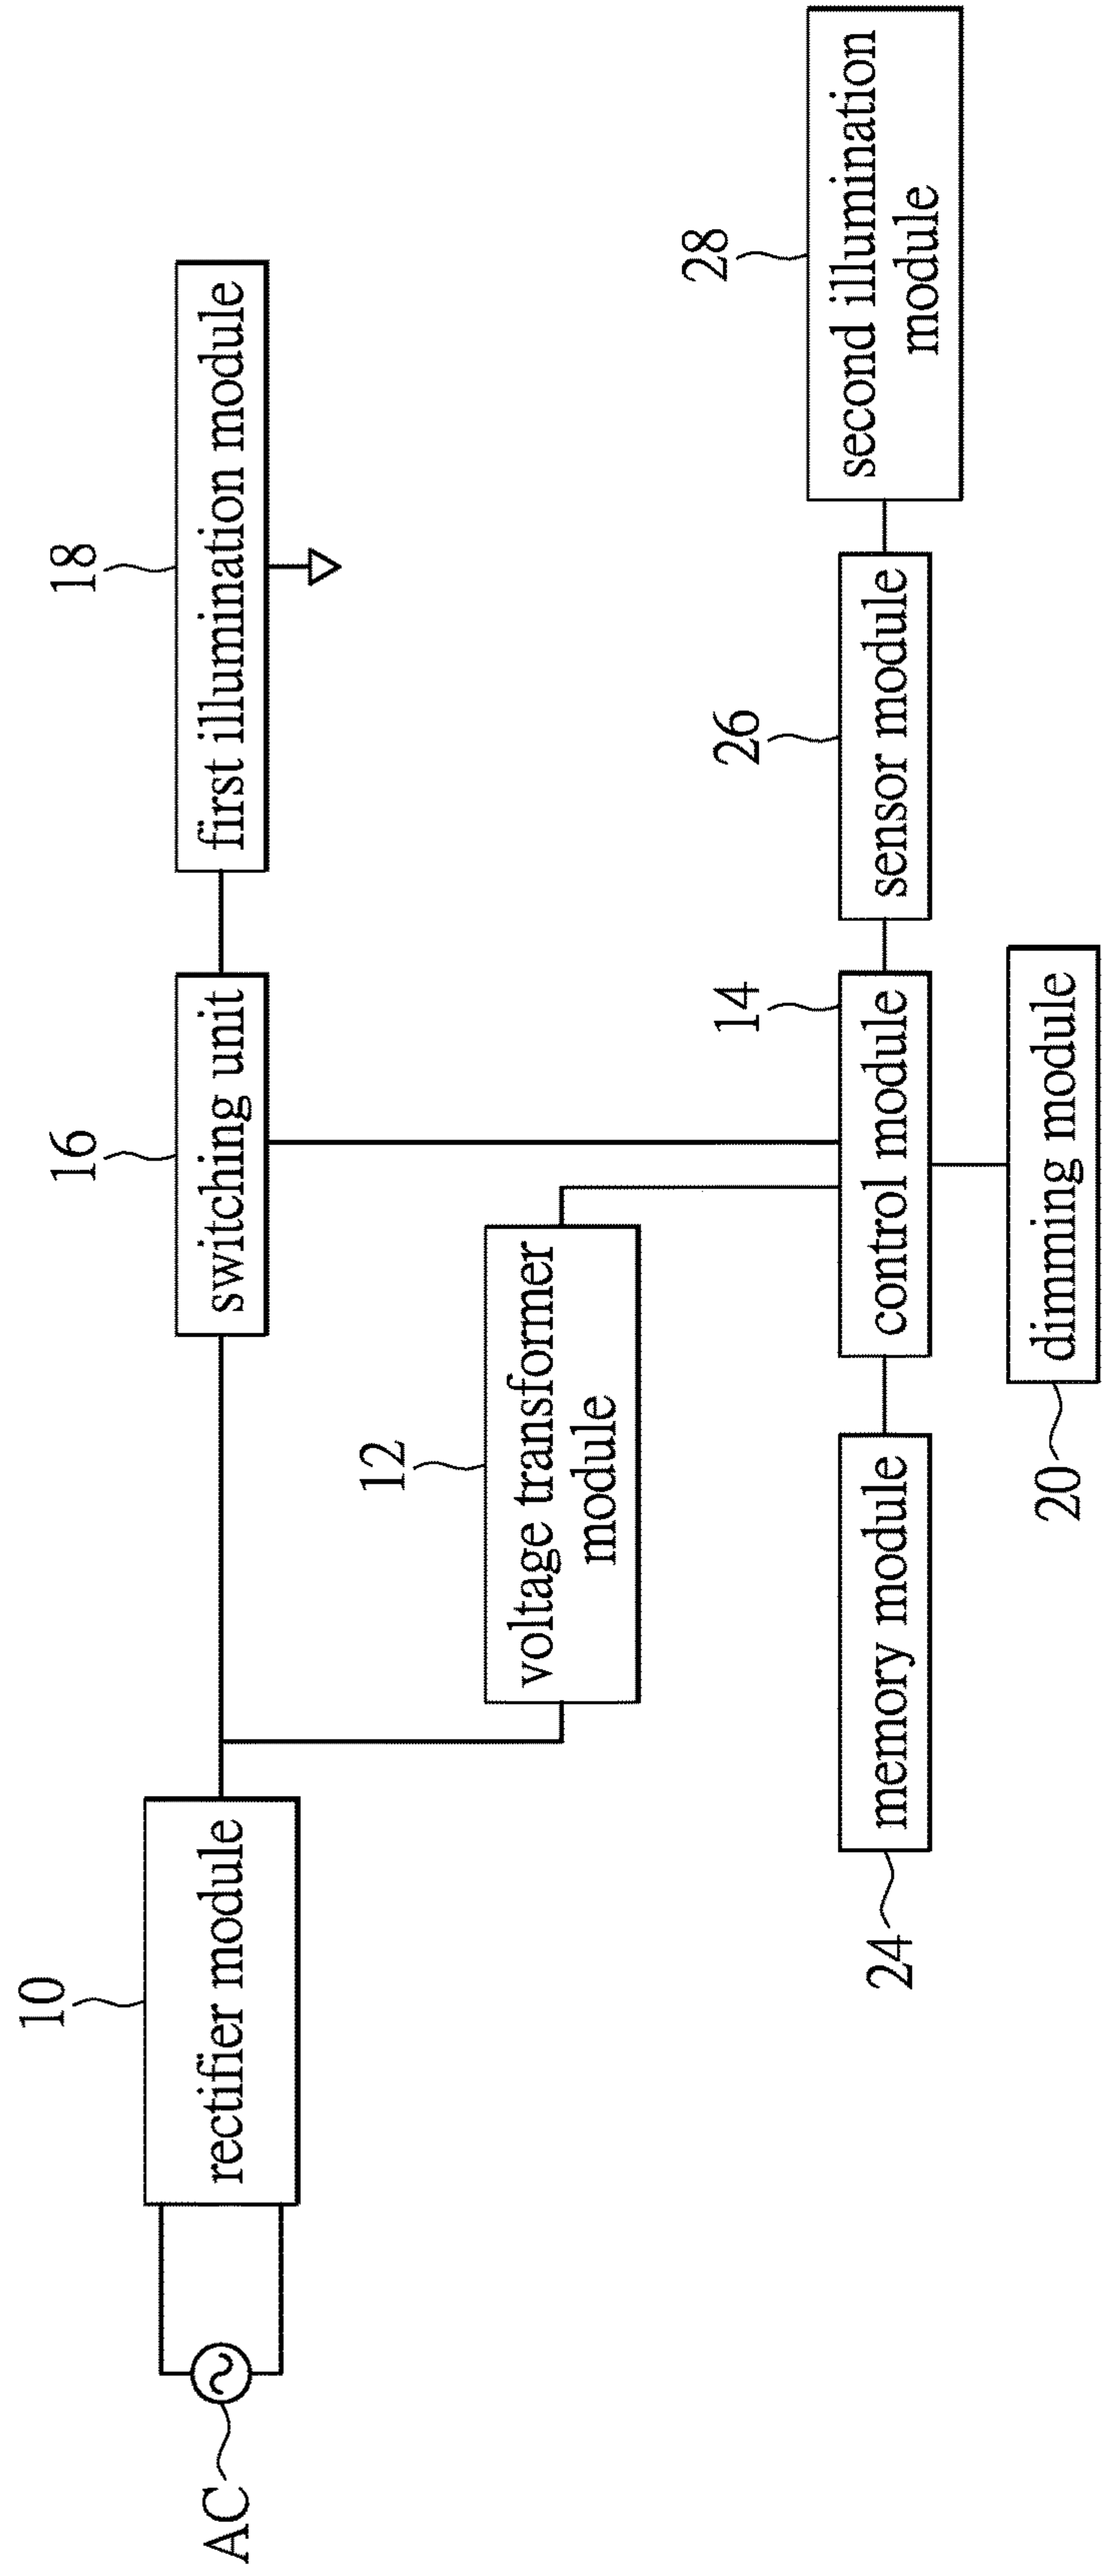 10
rectifier module
AC
16
switching unit
18
first illumination module
12
voltage transformer
module
14
control module
26
sensor module
28
second illumination
module
24
memory module
20
dimming module